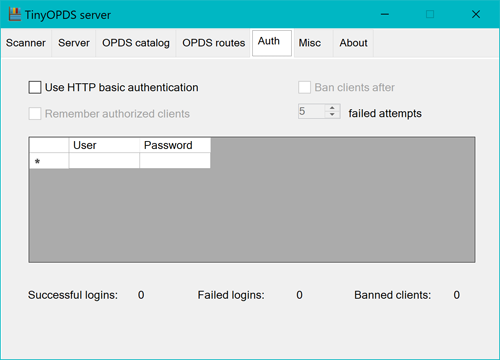 TinyOPDS server
Scanner Server OPDS catalog OPDS routes Auth Misc About
Use HTTP basic authentication Ban clients after
Remember authorized clients 5 failed attempts
User Password
*
Successful logins: 0 Failed logins: 0 Banned clients: 0